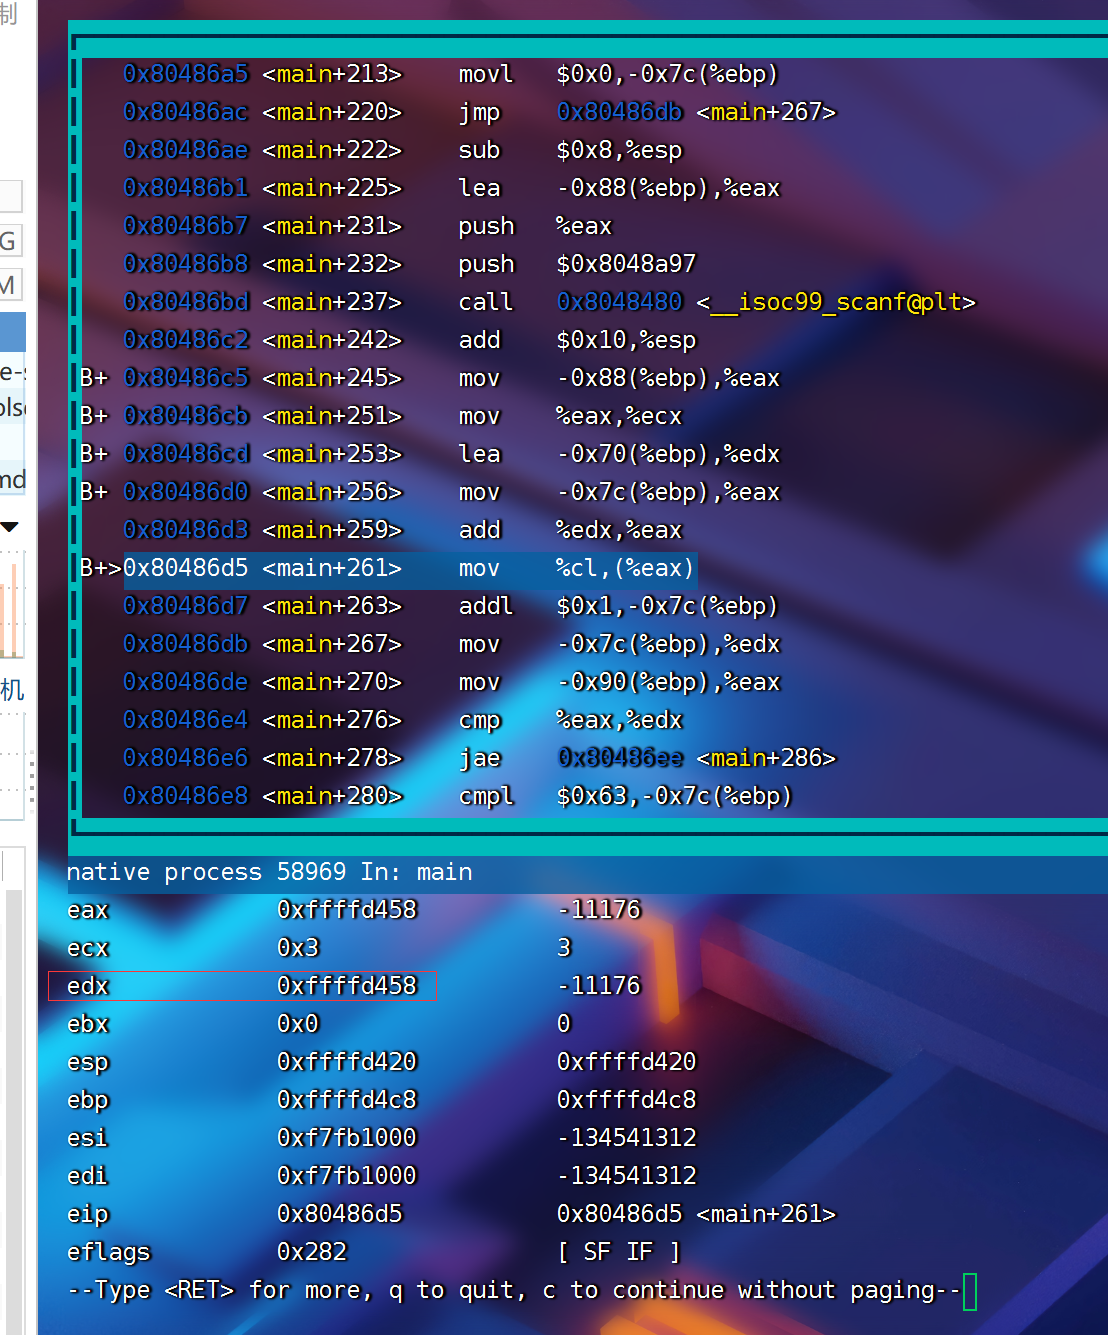 制
G
M
e-s
olso
md
机
0x80486a5 <main+213> movl $0x0,-0x7c(%ebp)
0x80486ac <main+220> jmp 0x80486db <main+267>
0x80486ae <main+222> sub $0x8,%esp
0x80486b1 <main+225> lea -0x88(%ebp),%eax
0x80486b7 <main+231> push %eax
0x80486b8 <main+232> push $0x8048a97
0x80486bd <main+237> call 0x8048480 <__isoc99_scanf@plt>
0x80486c2 <main+242> add $0x10,%esp
B+ 0x80486c5 <main+245> mov -0x88(%ebp),%eax
B+ 0x80486cb <main+251> mov %eax,%ecx
B+ 0x80486cd <main+253> lea -0x70(%ebp),%edx
B+ 0x80486d0 <main+256> mov -0x7c(%ebp),%eax
0x80486d3 <main+259> add %edx,%eax
B+>0x80486d5 <main+261> mov %cl,(%eax)
0x80486d7 <main+263> addl $0x1,-0x7c(%ebp)
0x80486db <main+267> mov -0x7c(%ebp),%edx
0x80486de <main+270> mov -0x90(%ebp),%eax
0x80486e4 <main+276> cmp %eax,%edx
0x80486e6 <main+278> jae 0x80486ee <main+286>
0x80486e8 <main+280> cmpl $0x63,-0x7c(%ebp)
native process 58969 In: main
eax 0xffffd458 -11176
ecx 0x3 3
edx 0xffffd458 -11176
ebx 0x0 0
esp 0xffffd420 0xffffd420
ebp 0xffffd4c8 0xffffd4c8
esi 0xf7fb1000 -134541312
edi 0xf7fb1000 -134541312
eip 0x80486d5 0x80486d5 <main+261>
eflags 0x282 [ SF IF ]
--Type <RET> for more, q to quit, c to continue without paging--